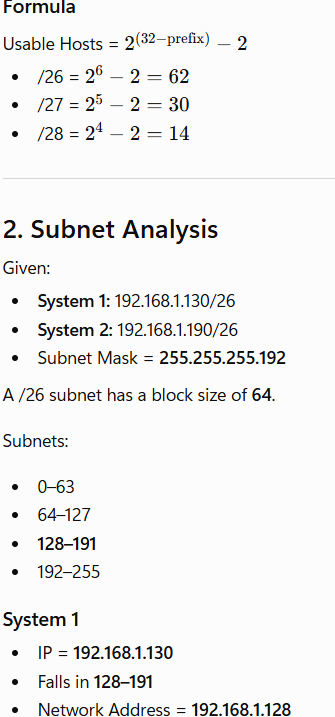 Formula
Usable Hosts = 2^(32−prefix) − 2
• /26 = 2^6 − 2 = 62
• /27 = 2^5 − 2 = 30
• /28 = 2^4 − 2 = 14
2. Subnet Analysis
Given:
• System 1: 192.168.1.130/26
• System 2: 192.168.1.190/26
• Subnet Mask = 255.255.255.192
A /26 subnet has a block size of 64.
Subnets:
• 0–63
• 64–127
• 128–191
• 192–255
System 1
• IP = 192.168.1.130
• Falls in 128–191
• Network Address = 192.168.1.128